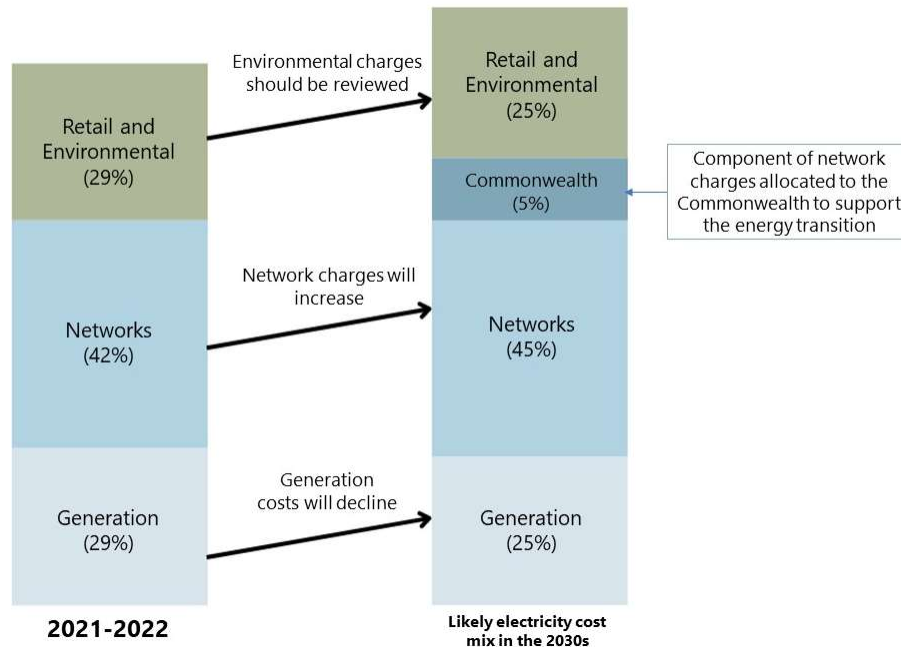 Retail and
Environmental
(29%)
Networks
(42%)
Generation
(29%)
2021-2022
Environmental charges
should be reviewed
Network charges will
increase
Generation
costs will decline
Retail and
Environmental
(25%)
Commonwealth
(5%)
Networks
(45%)
Generation
(25%)
Likely electricity cost
mix in the 2030s
Component of network
charges allocated to the
Commonwealth to support
the energy transition